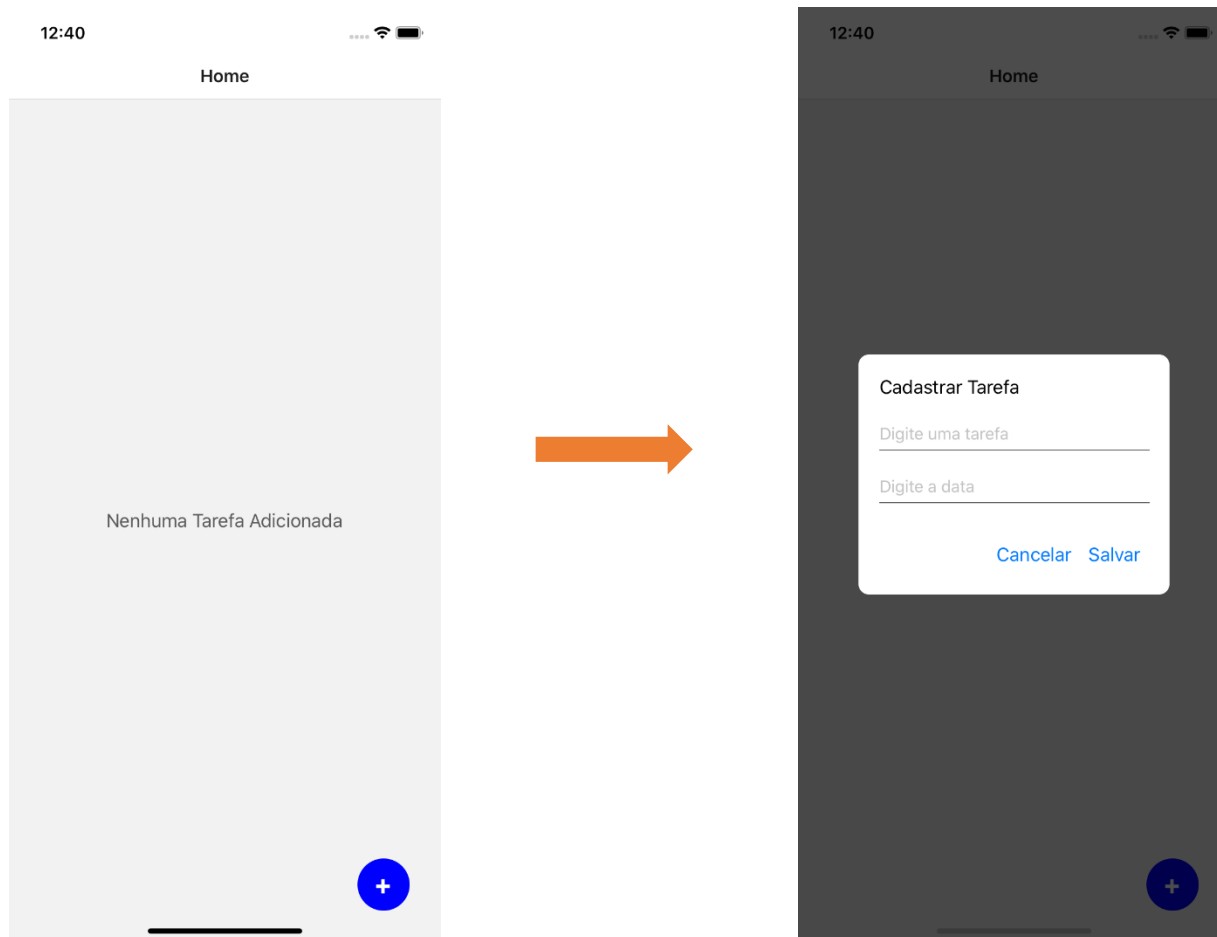 12:40
Home
Nenhuma Tarefa Adicionada
+
12:40
Home
Cadastrar Tarefa
Digite uma tarefa
Digite a data
Cancelar Salvar
+